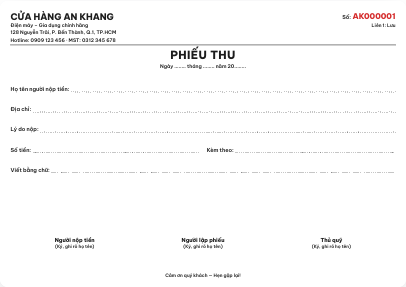 CỬA HÀNG AN KHANG
Số: AK000001
Điện máy – Gia dụng chính hãng
Liên 1: Lưu
128 Nguyễn Trãi, P. Bến Thành, Q.1, TP.HCM
Hotline: 0909 123 456 · MST: 0312 345 678
PHIẾU THU
Ngày ........ tháng ........ năm 20........
Họ tên người nộp tiền:
Địa chỉ:
Lý do nộp:
Số tiền: Kèm theo:
Viết bằng chữ:
Người nộp tiền Người lập phiếu Thủ quỹ
(Ký, ghi rõ họ tên) (Ký, ghi rõ họ tên) (Ký, ghi rõ họ tên)
Cảm ơn quý khách – Hẹn gặp lại!